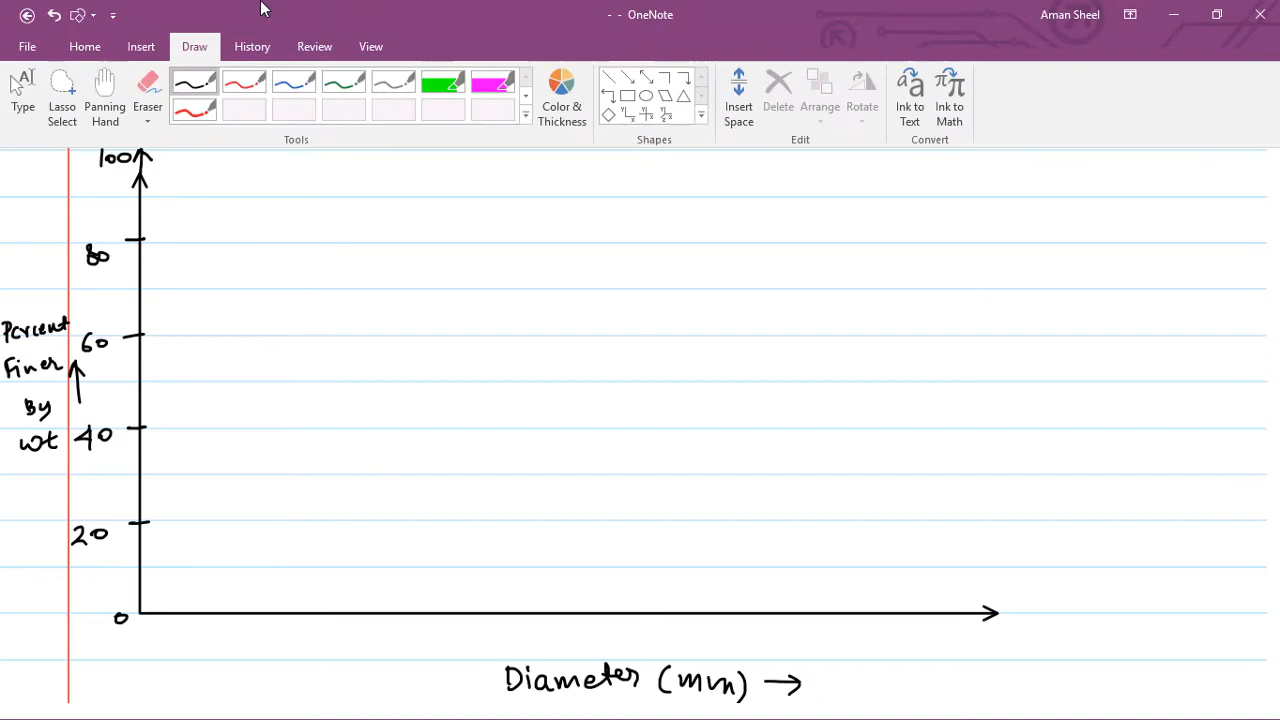 - - OneNote
Aman Sheel
File Home Insert Draw History Review View
Type
Lasso Select
Panning Hand
Eraser
Color & Thickness
Insert Space
Delete
Arrange
Rotate
Ink to Text
Ink to Math
Tools
Shapes
Edit
Convert
100
80
60
40
20
0
Percent
Finer
By
wt
Diameter (mm) →